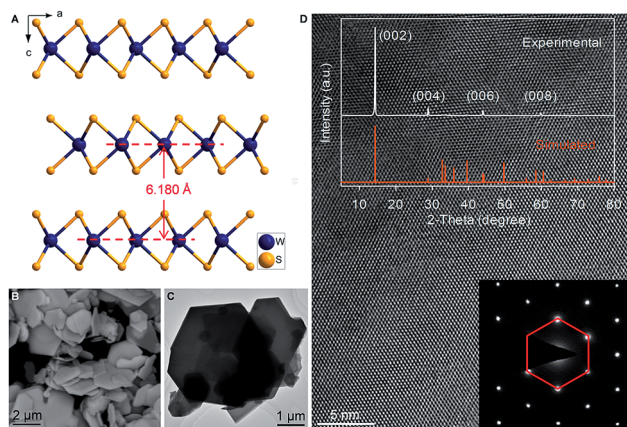 A
a
c
6.180 Å
W
S
B
2 μm
C
1 μm
D
(002)
Experimental
(004)
(006)
(008)
Intensity (a.u.)
Simulated
10 20 30 40 50 60 70 80
2-Theta (degree)
5 nm